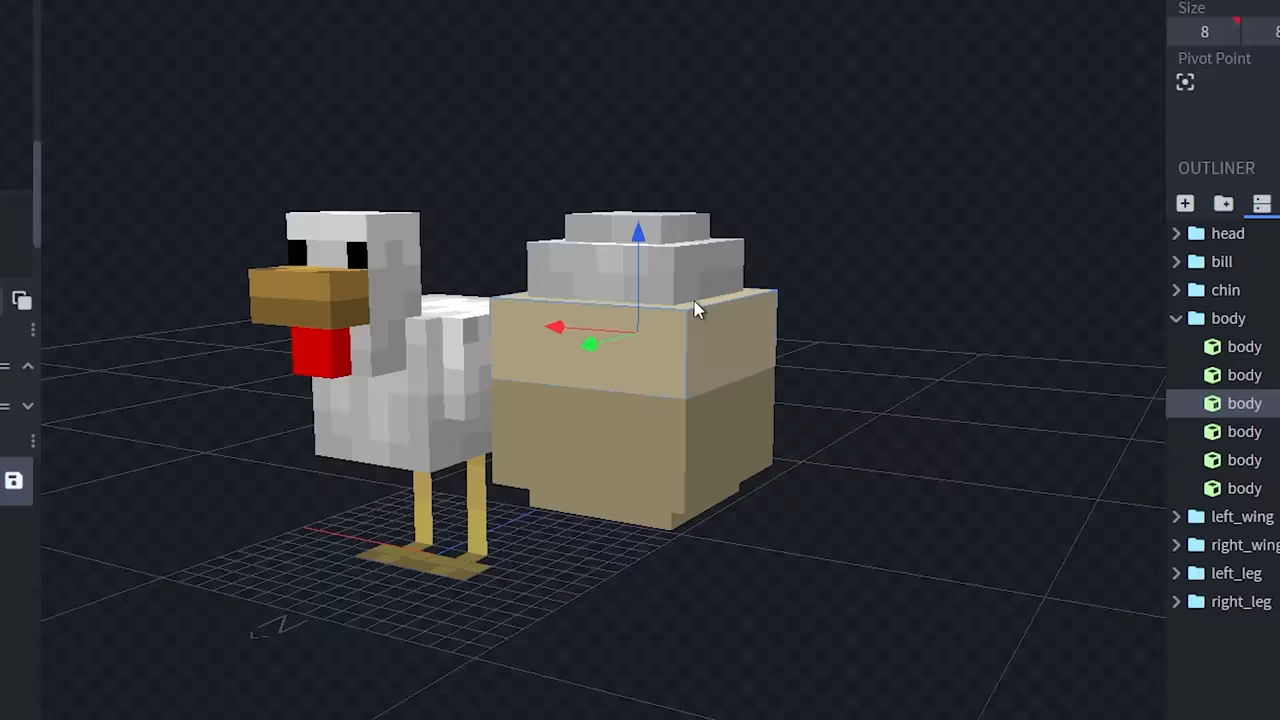 Size
8
Pivot Point
OUTLINER
head
bill
chin
body
body
body
body
body
body
body
left_wing
right_wing
left_leg
right_leg